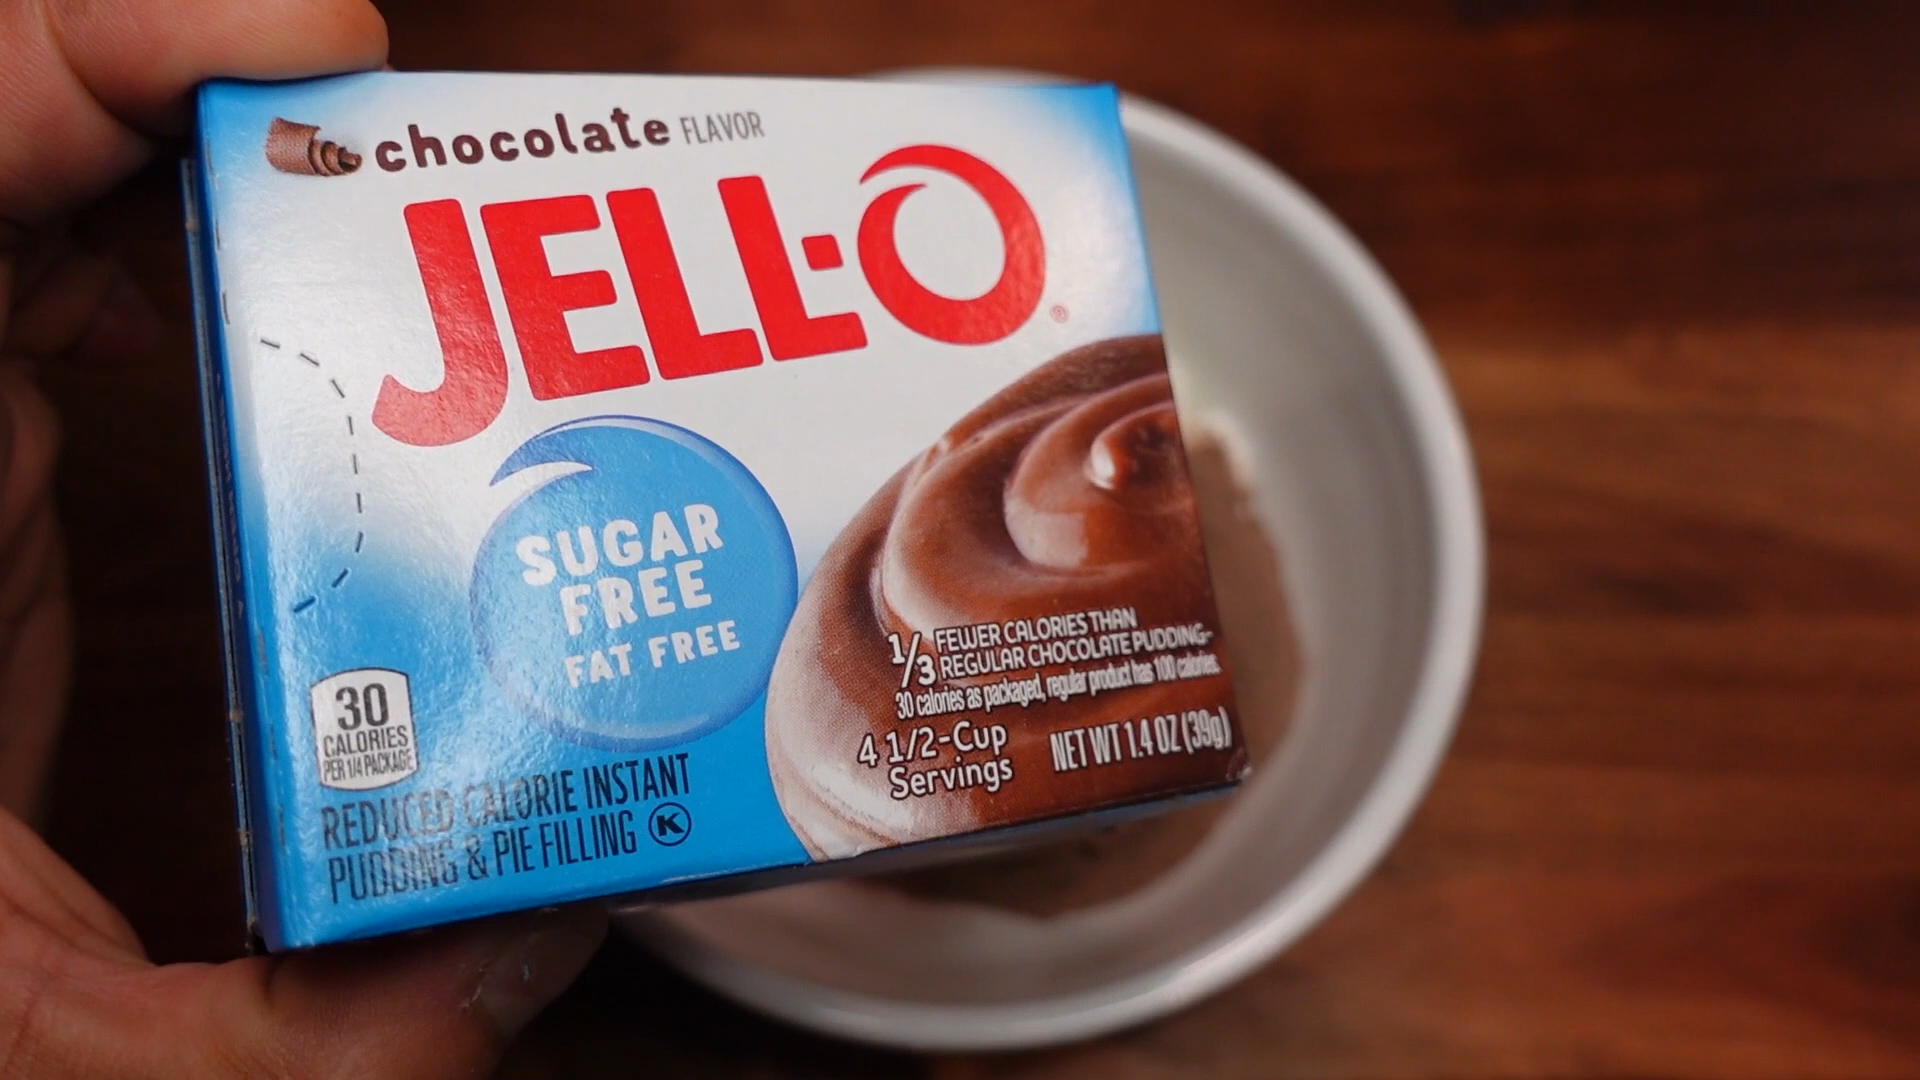 chocolate FLAVOR
JELL-O®
SUGAR
FREE
FAT FREE
1/3 FEWER CALORIES THAN
REGULAR CHOCOLATE PUDDING-
30 calories as packaged, regular product has 100 calories.
4 1/2-Cup
Servings
NET WT 1.4 OZ (39g)
30
CALORIES
PER 1/4 PACKAGE
REDUCED CALORIE INSTANT
PUDDING & PIE FILLING K